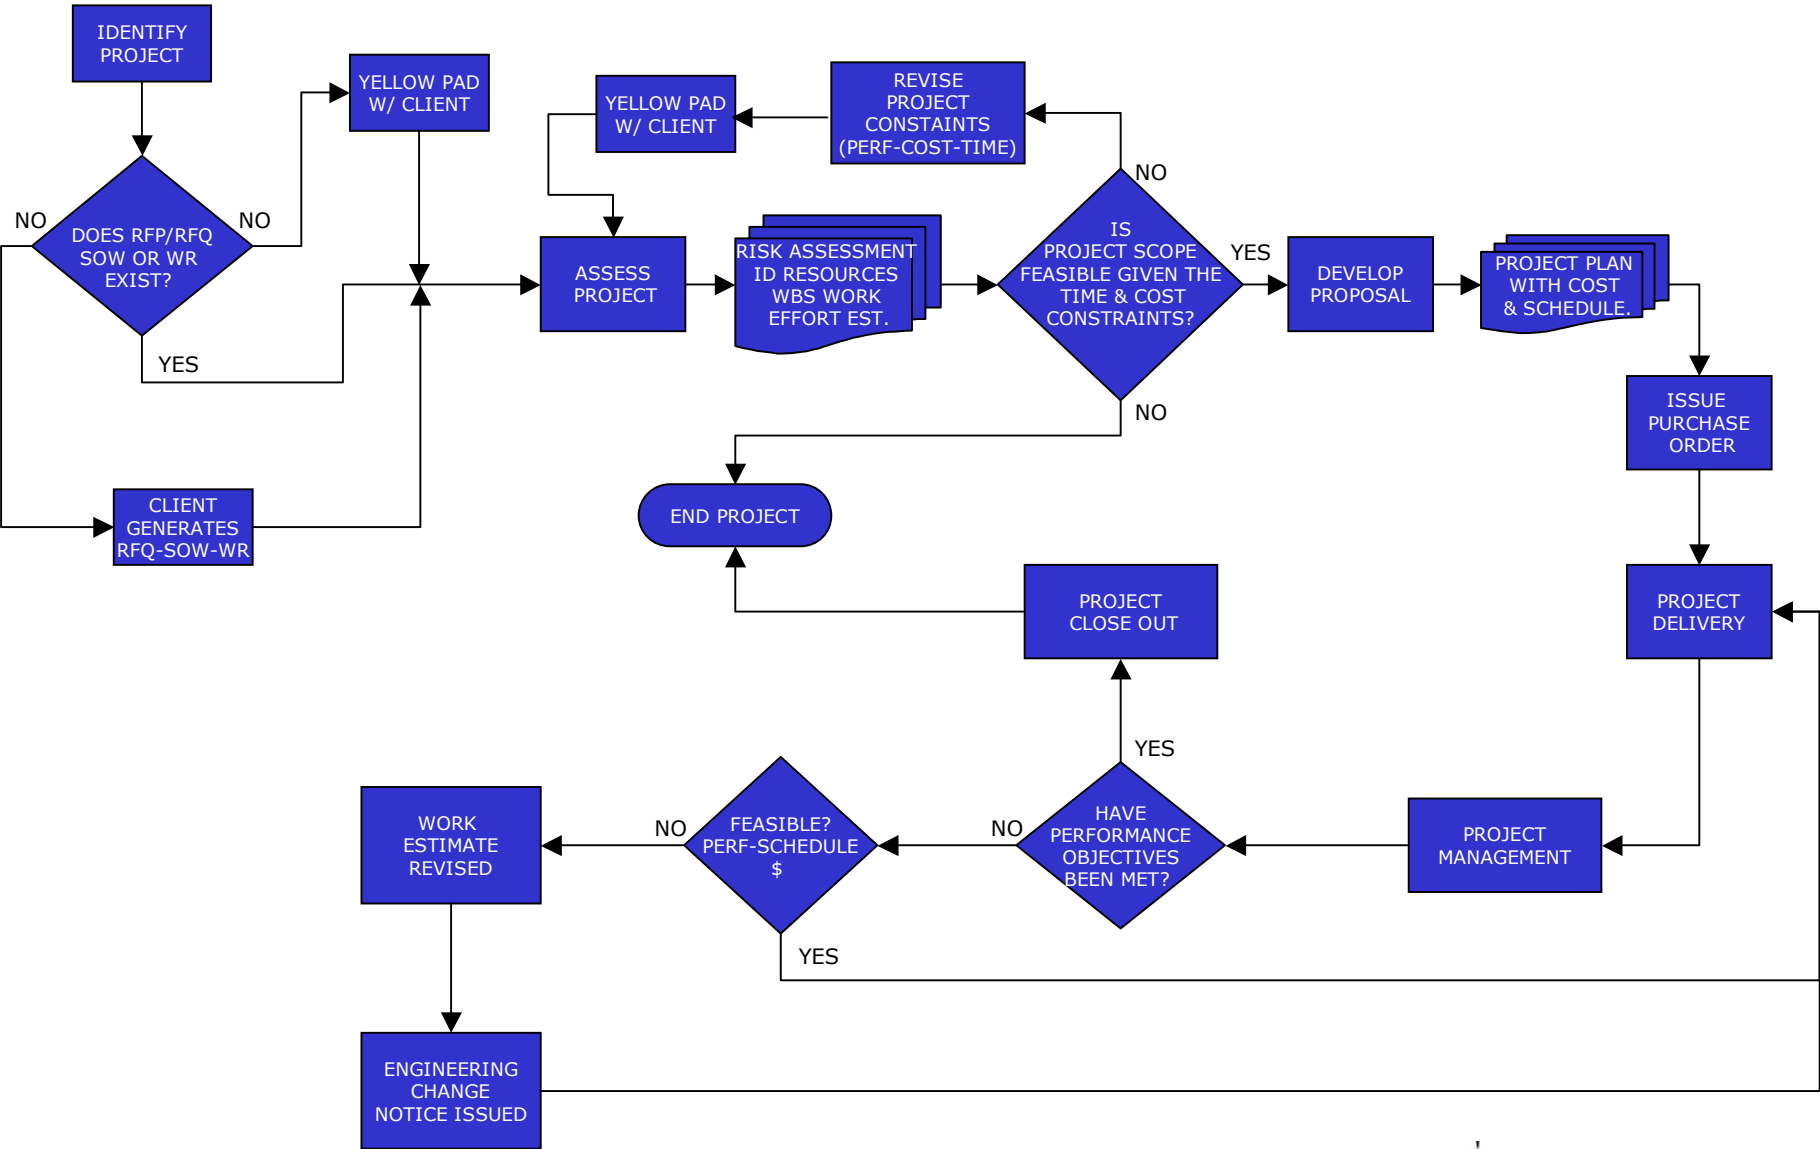 IDENTIFY
PROJECT
YELLOW PAD
W/ CLIENT
YELLOW PAD
W/ CLIENT
REVISE
PROJECT
CONSTAINTS
(PERF-COST-TIME)
NO
NO
NO
DOES RFP/RFQ
SOW OR WR
EXIST?
YES
ASSESS
PROJECT
RISK ASSESSMENT
ID RESOURCES
WBS WORK
EFFORT EST.
IS
PROJECT SCOPE
FEASIBLE GIVEN THE
TIME & COST
CONSTRAINTS?
YES
DEVELOP
PROPOSAL
PROJECT PLAN
WITH COST
& SCHEDULE.
NO
ISSUE
PURCHASE
ORDER
CLIENT
GENERATES
RFQ-SOW-WR
END PROJECT
PROJECT
CLOSE OUT
PROJECT
DELIVERY
YES
WORK
ESTIMATE
REVISED
NO
FEASIBLE?
PERF-SCHEDULE
$
NO
HAVE
PERFORMANCE
OBJECTIVES
BEEN MET?
PROJECT
MANAGEMENT
YES
ENGINEERING
CHANGE
NOTICE ISSUED